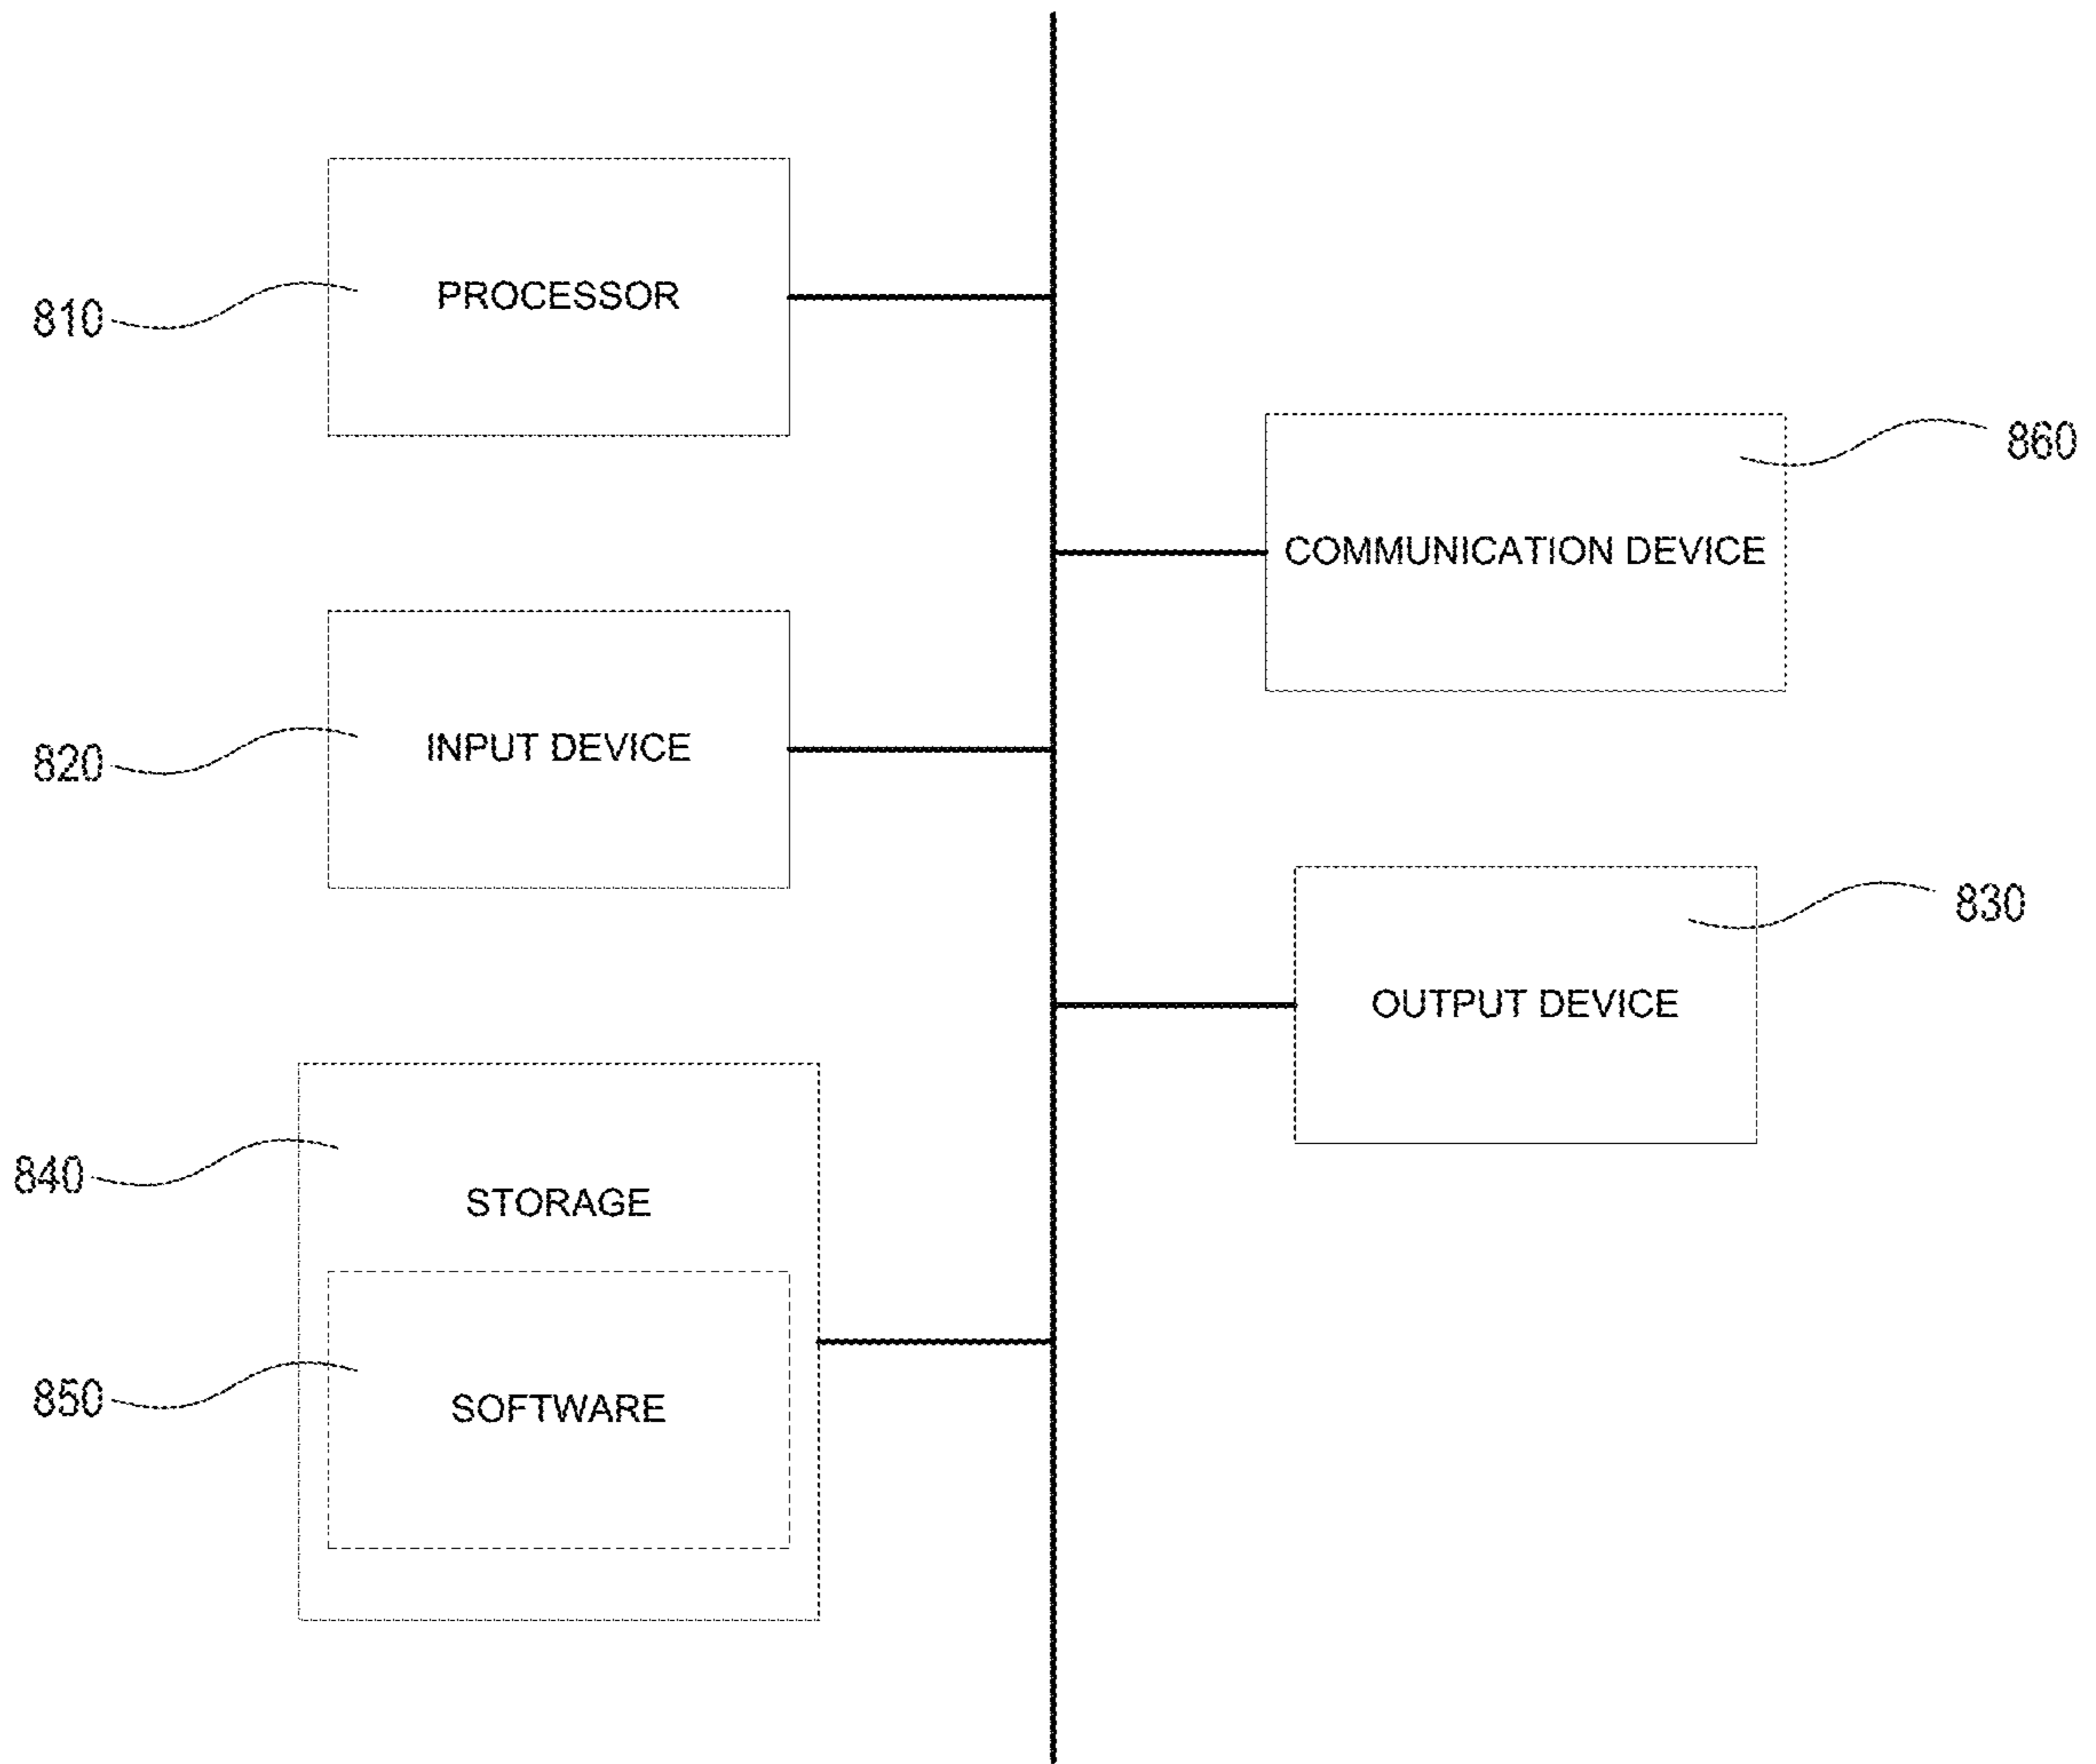 810
PROCESSOR
860
COMMUNICATION DEVICE
820
INPUT DEVICE
830
OUTPUT DEVICE
840
STORAGE
850
SOFTWARE